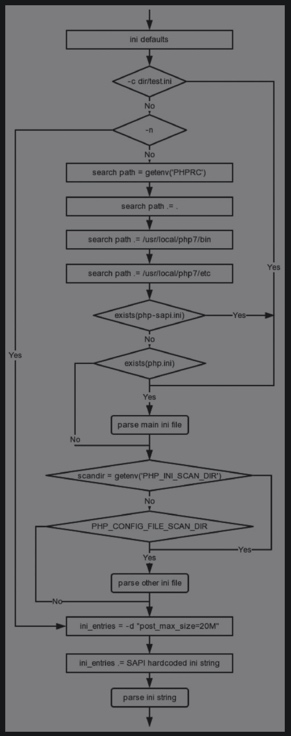 ini defaults
-c dir/test.ini
No
-n
No
search path = getenv('PHPRC')
search path .= .
search path .= /usr/local/php7/bin
search path .= /usr/local/php7/etc
Yes
exists(php-sapi.ini)
Yes
No
Yes
exists(php.ini)
Yes
parse main ini file
No
scandir = getenv('PHP_INI_SCAN_DIR')
No
PHP_CONFIG_FILE_SCAN_DIR
Yes
Yes
parse other ini file
No
ini_entries = -d "post_max_size=20M"
ini_entries .= SAPI hardcoded ini string
parse ini string